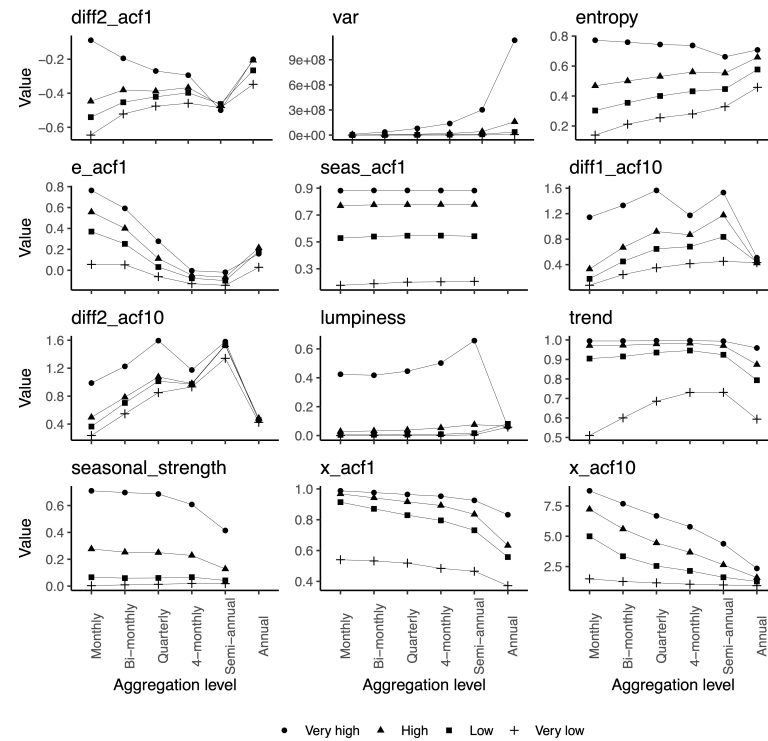 diff2_acf1
var
entropy
Value
−0.2
−0.4
−0.6
9e+08
6e+08
3e+08
0e+00
0.8
0.6
0.4
0.2
e_acf1
seas_acf1
diff1_acf10
Value
0.8
0.6
0.4
0.2
0.0
0.9
0.7
0.5
0.3
1.6
1.2
0.8
0.4
diff2_acf10
lumpiness
trend
Value
1.6
1.2
0.8
0.4
0.6
0.4
0.2
0.0
1.0
0.9
0.8
0.7
0.6
0.5
seasonal_strength
x_acf1
x_acf10
Value
0.6
0.4
0.2
0.0
1.0
0.8
0.6
0.4
7.5
5.0
2.5
Monthly
Bi−monthly
Quarterly
4−monthly
Semi−annual
Annual
Monthly
Bi−monthly
Quarterly
4−monthly
Semi−annual
Annual
Monthly
Bi−monthly
Quarterly
4−monthly
Semi−annual
Annual
Aggregation level
Aggregation level
Aggregation level
Very high High Low Very low